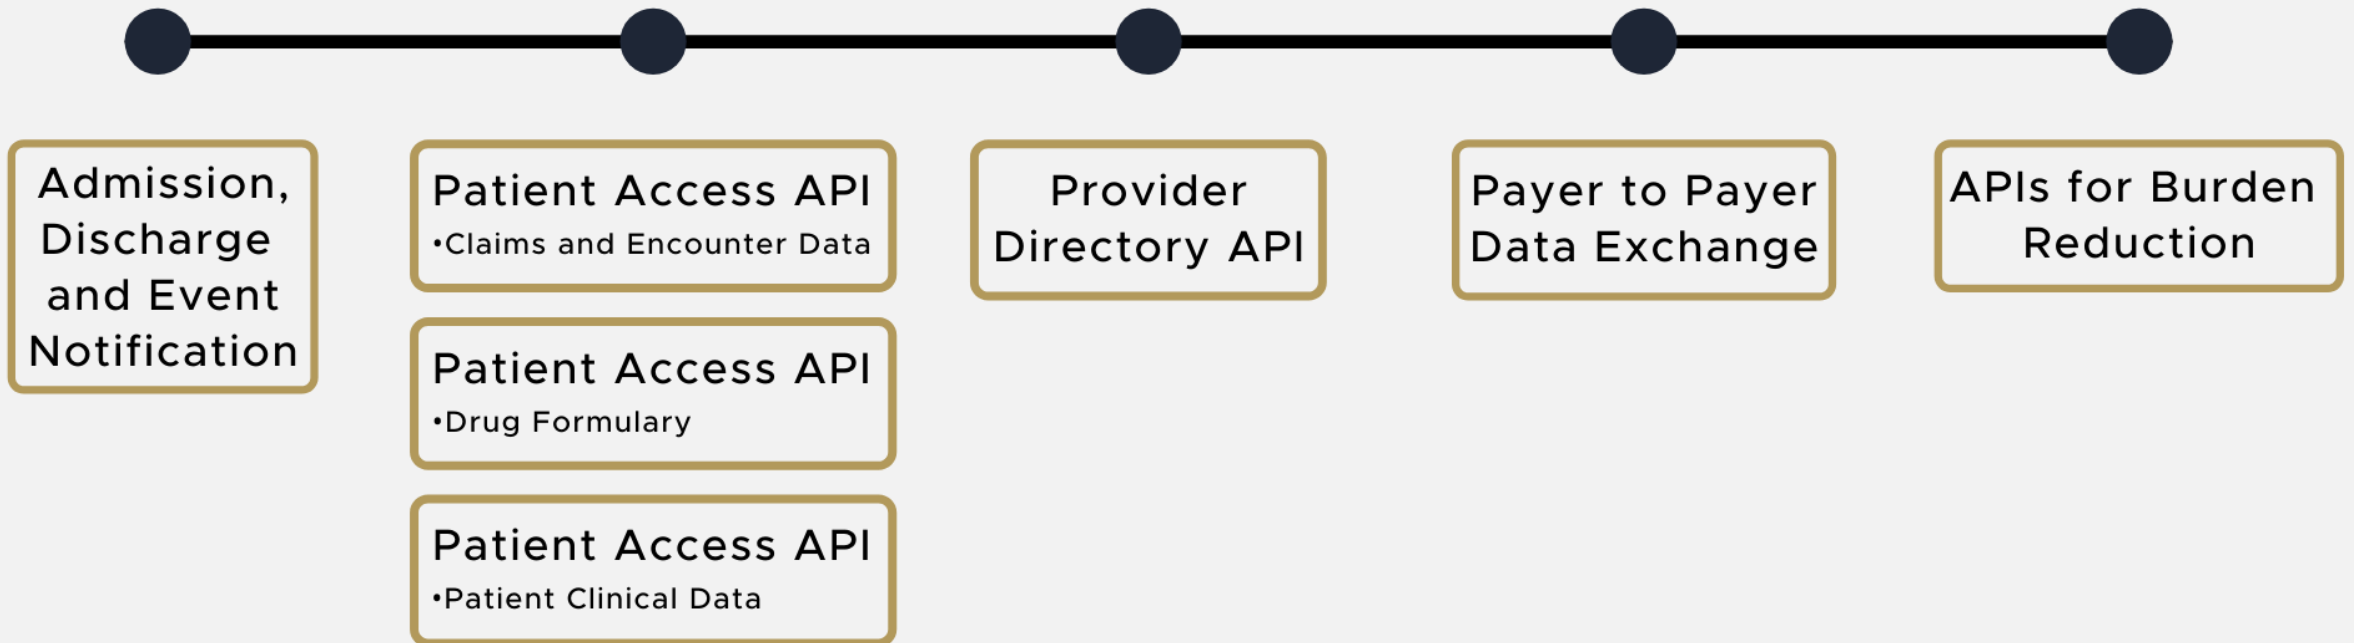 Admission,
Discharge
and Event
Notification
Patient Access API
•Claims and Encounter Data
Patient Access API
•Drug Formulary
Patient Access API
•Patient Clinical Data
Provider
Directory API
Payer to Payer
Data Exchange
APIs for Burden
Reduction